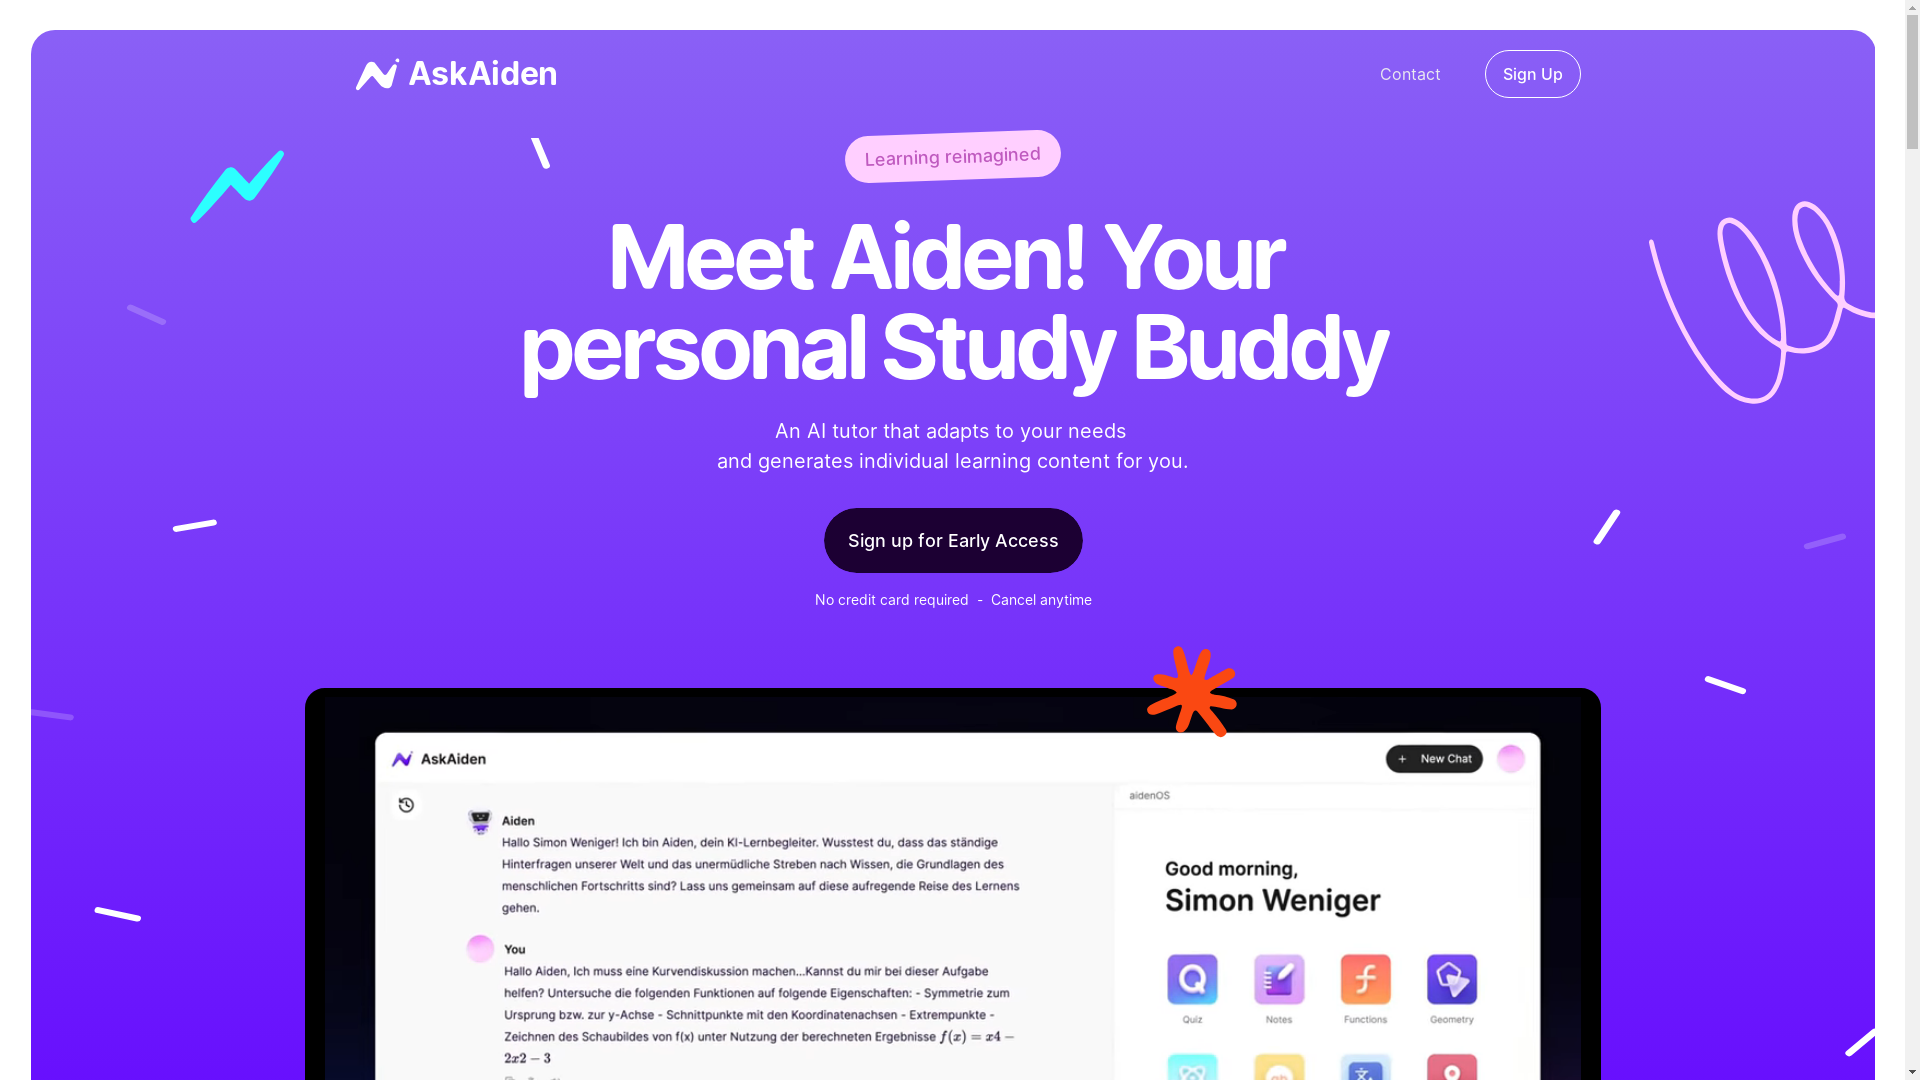 AskAiden
Contact
Sign Up
Learning reimagined
Meet Aiden! Your
personal Study Buddy
An AI tutor that adapts to your needs
and generates individual learning content for you.
Sign up for Early Access
No credit card required - Cancel anytime
AskAiden
+ New Chat
aidenOS
Aiden
Hallo Simon Weniger! Ich bin Aiden, dein KI-Lernbegleiter. Wusstest du, dass das ständige
Hinterfragen unserer Welt und das unermüdliche Streben nach Wissen, die Grundlagen des
menschlichen Fortschritts sind? Lass uns gemeinsam auf diese aufregende Reise des Lernens
gehen.
You
Hallo Aiden, Ich muss eine Kurvendiskussion machen...Kannst du mir bei dieser Aufgabe
helfen? Untersuche die folgenden Funktionen auf folgende Eigenschaften: - Symmetrie zum
Ursprung bzw. zur y-Achse - Schnittpunkte mit den Koordinatenachsen - Extrempunkte -
Zeichnen des Schaubildes von f(x) unter Nutzung der berechneten Ergebnisse f(x) = x4 −
2x2 − 3
Good morning,
Simon Weniger
Quiz
Notes
Functions
Geometry